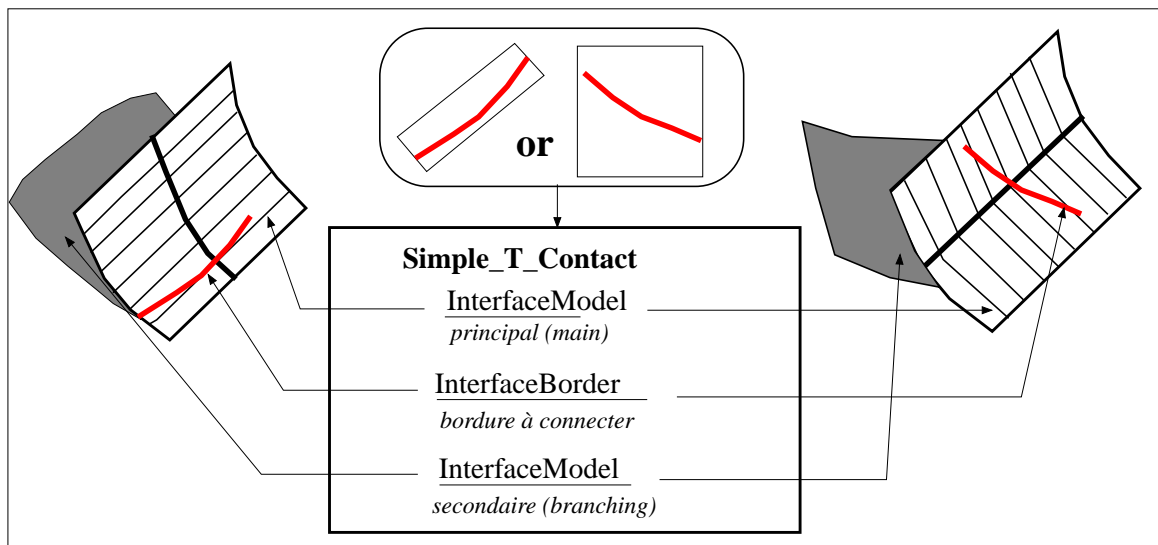 or
Simple_T_Contact
InterfaceModel
principal (main)
InterfaceBorder
bordure à connecter
InterfaceModel
secondaire (branching)